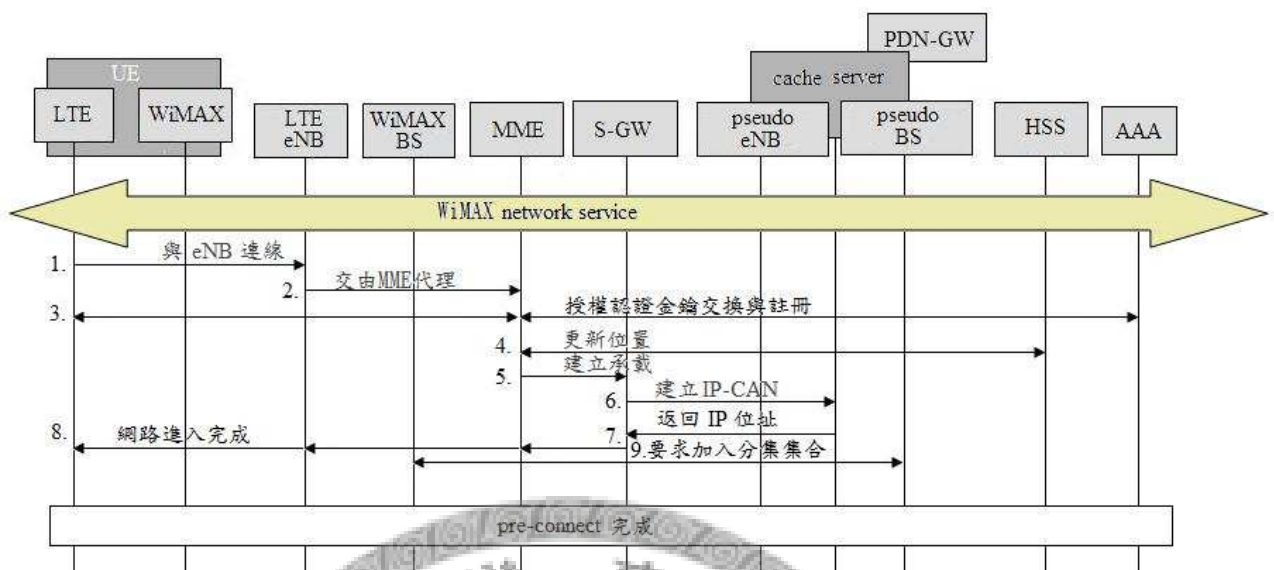 PDN-GW
UE
cache server
LTE
WiMAX
LTE
eNB
WiMAX
BS
MME
S-GW
pseudo
eNB
pseudo
BS
HSS
AAA
WiMAX network service
1.
與 eNB 連線
2.
交由MME代理
3.
授權認證金鑰交換與註冊
4.
更新位置
5.
建立承載
6.
建立IP-CAN
7.
返回 IP 位址
8.
網路進入完成
9.要求加入分集集合
pre-connect 完成